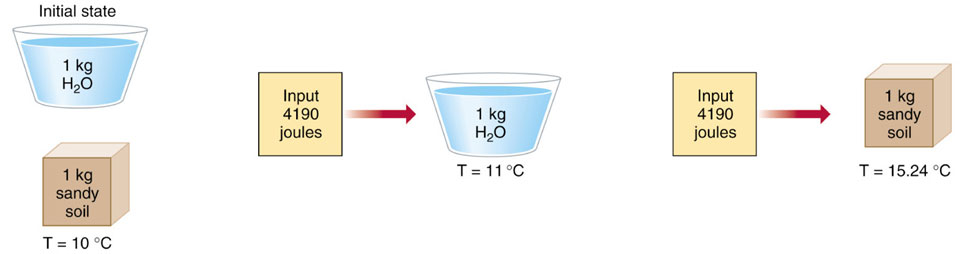 Initial state
1 kg
H₂O
1 kg
sandy
soil
T = 10 °C
Input
4190
joules
1 kg
H₂O
T = 11 °C
Input
4190
joules
1 kg
sandy
soil
T = 15.24 °C